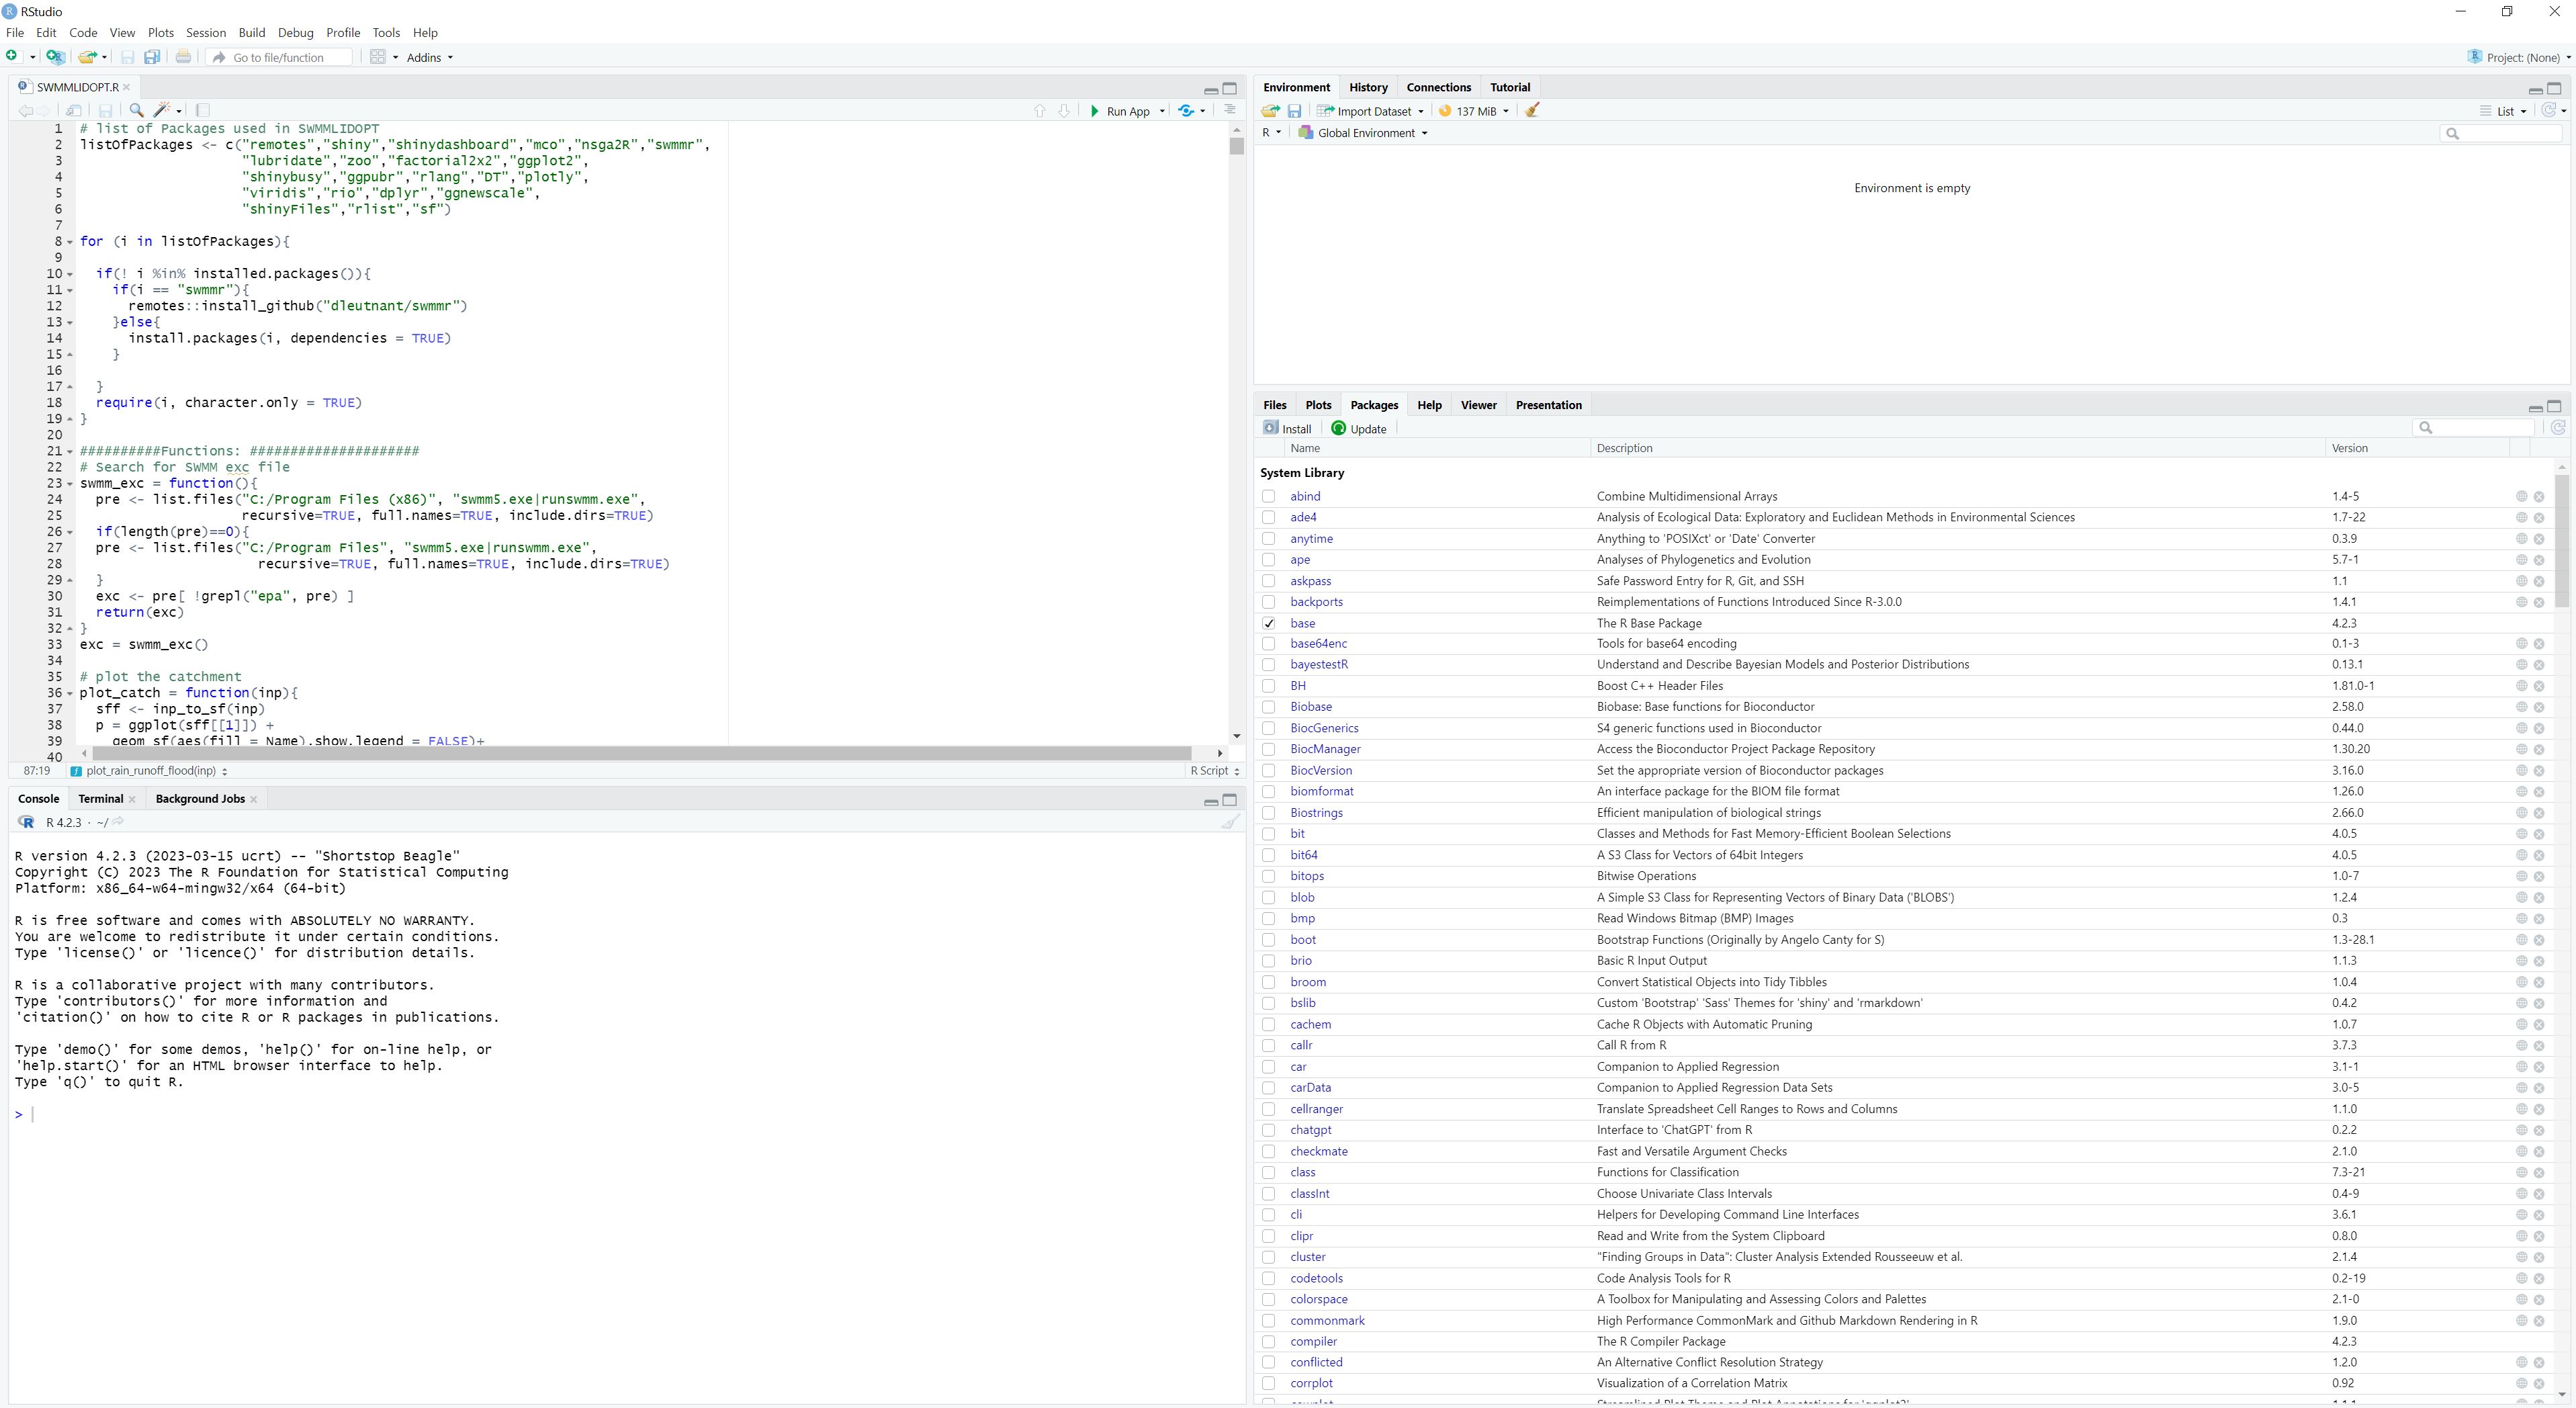 RStudio
File Edit Code View Plots Session Build Debug Profile Tools Help
Go to file/function Addins Project: (None)
SWMMLIDOPT.R
Run App
1 # list of Packages used in SWMMLIDOPT
2 listOfPackages <- c("remotes","shiny","shinydashboard","mco","nsga2R","swmmr",
3 "lubridate","zoo","factorial2x2","ggplot2",
4 "shinybusy","ggpubr","rlang","DT","plotly",
5 "viridis","rio","dplyr","ggnewscale",
6 "shinyFiles","rlist","sf")
7
8 for (i in listOfPackages){
9
10 if(! i %in% installed.packages()){
11 if(i == "swmmr"){
12 remotes::install_github("dleutnant/swmmr")
13 }else{
14 install.packages(i, dependencies = TRUE)
15 }
16
17 }
18 require(i, character.only = TRUE)
19 }
20
21 ##########Functions: #####################
22 # Search for SWMM exc file
23 swmm_exc = function(){
24 pre <- list.files("C:/Program Files (x86)", "swmm5.exe|runswmm.exe",
25 recursive=TRUE, full.names=TRUE, include.dirs=TRUE)
26 if(length(pre)==0){
27 pre <- list.files("C:/Program Files", "swmm5.exe|runswmm.exe",
28 recursive=TRUE, full.names=TRUE, include.dirs=TRUE)
29 }
30 exc <- pre[ !grepl("epa", pre) ]
31 return(exc)
32 }
33 exc = swmm_exc()
34
35 # plot the catchment
36 plot_catch = function(inp){
37 sff <- inp_to_sf(inp)
38 p = ggplot(sff[[1]]) +
39 geom_sf(aes(fill = Name),show.legend = FALSE)+
40
87:19 plot_rain_runoff_flood(inp) R Script
Console Terminal Background Jobs
R 4.2.3 · ~/
R version 4.2.3 (2023-03-15 ucrt) -- "Shortstop Beagle"
Copyright (C) 2023 The R Foundation for Statistical Computing
Platform: x86_64-w64-mingw32/x64 (64-bit)
R is free software and comes with ABSOLUTELY NO WARRANTY.
You are welcome to redistribute it under certain conditions.
Type 'license()' or 'licence()' for distribution details.
R is a collaborative project with many contributors.
Type 'contributors()' for more information and
'citation()' on how to cite R or R packages in publications.
Type 'demo()' for some demos, 'help()' for on-line help, or
'help.start()' for an HTML browser interface to help.
Type 'q()' to quit R.
>
Environment History Connections Tutorial
Import Dataset 137 MiB List
R Global Environment
Environment is empty
Files Plots Packages Help Viewer Presentation
Install Update
Name Description Version
System Library
abind Combine Multidimensional Arrays 1.4-5
ade4 Analysis of Ecological Data: Exploratory and Euclidean Methods in Environmental Sciences 1.7-22
anytime Anything to 'POSIXct' or 'Date' Converter 0.3.9
ape Analyses of Phylogenetics and Evolution 5.7-1
askpass Safe Password Entry for R, Git, and SSH 1.1
backports Reimplementations of Functions Introduced Since R-3.0.0 1.4.1
base The R Base Package 4.2.3
base64enc Tools for base64 encoding 0.1-3
bayestestR Understand and Describe Bayesian Models and Posterior Distributions 0.13.1
BH Boost C++ Header Files 1.81.0-1
Biobase Biobase: Base functions for Bioconductor 2.58.0
BiocGenerics S4 generic functions used in Bioconductor 0.44.0
BiocManager Access the Bioconductor Project Package Repository 1.30.20
BiocVersion Set the appropriate version of Bioconductor packages 3.16.0
biomformat An interface package for the BIOM file format 1.26.0
Biostrings Efficient manipulation of biological strings 2.66.0
bit Classes and Methods for Fast Memory-Efficient Boolean Selections 4.0.5
bit64 A S3 Class for Vectors of 64bit Integers 4.0.5
bitops Bitwise Operations 1.0-7
blob A Simple S3 Class for Representing Vectors of Binary Data ('BLOBS') 1.2.4
bmp Read Windows Bitmap (BMP) Images 0.3
boot Bootstrap Functions (Originally by Angelo Canty for S) 1.3-28.1
brio Basic R Input Output 1.1.3
broom Convert Statistical Objects into Tidy Tibbles 1.0.4
bslib Custom 'Bootstrap' 'Sass' Themes for 'shiny' and 'rmarkdown' 0.4.2
cachem Cache R Objects with Automatic Pruning 1.0.7
callr Call R from R 3.7.3
car Companion to Applied Regression 3.1-1
carData Companion to Applied Regression Data Sets 3.0-5
cellranger Translate Spreadsheet Cell Ranges to Rows and Columns 1.1.0
chatgpt Interface to 'ChatGPT' from R 0.2.2
checkmate Fast and Versatile Argument Checks 2.1.0
class Functions for Classification 7.3-21
classInt Choose Univariate Class Intervals 0.4-9
cli Helpers for Developing Command Line Interfaces 3.6.1
clipr Read and Write from the System Clipboard 0.8.0
cluster "Finding Groups in Data": Cluster Analysis Extended Rousseeuw et al. 2.1.4
codetools Code Analysis Tools for R 0.2-19
colorspace A Toolbox for Manipulating and Assessing Colors and Palettes 2.1-0
commonmark High Performance CommonMark and Github Markdown Rendering in R 1.9.0
compiler The R Compiler Package 4.2.3
conflicted An Alternative Conflict Resolution Strategy 1.2.0
corrplot Visualization of a Correlation Matrix 0.92